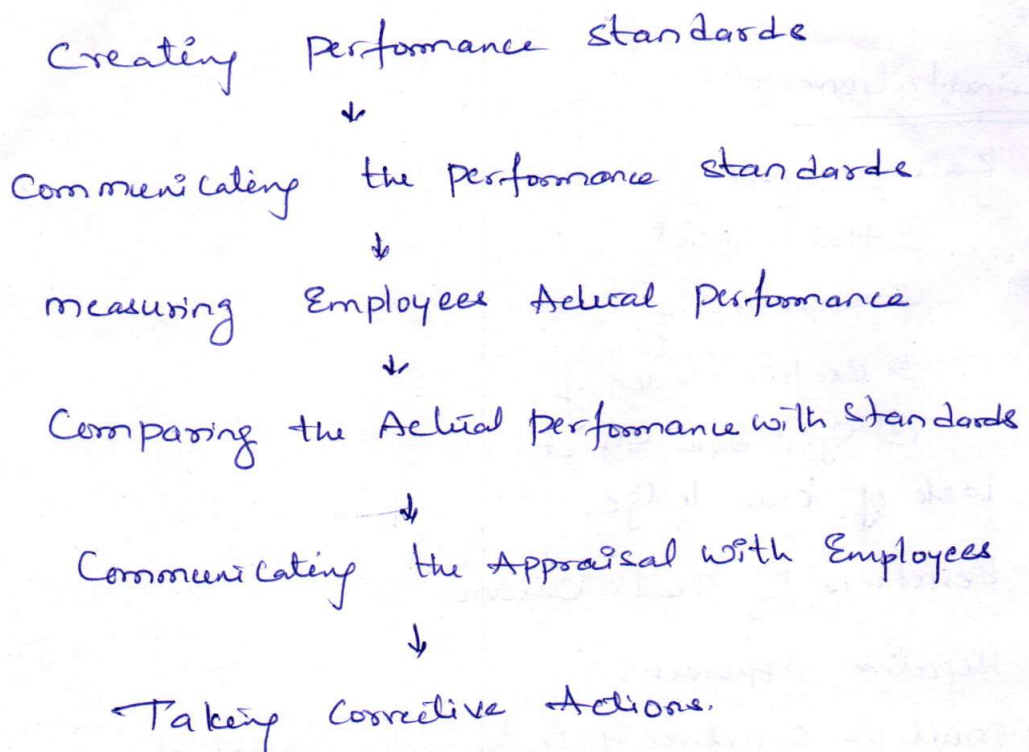 Creating performance standards
↓
Communicating the performance standards
↓
measuring Employees Actual performance
↓
Comparing the Actual performance with standards
↓
Communicating the Appraisal with Employees
↓
Taking Corrective Actions.